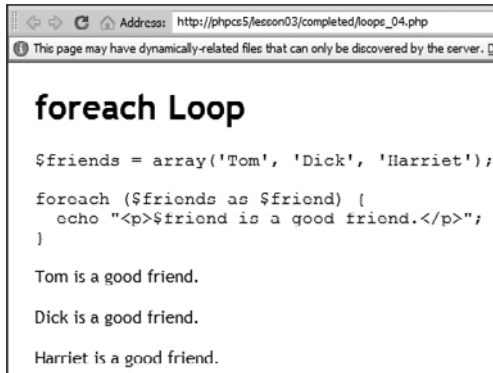 Address: http://phpcs5/lesson03/completed/loops_04.php
This page may have dynamically-related files that can only be discovered by the server.
foreach Loop
$friends = array('Tom', 'Dick', 'Harriet');
foreach ($friends as $friend) {
echo "<p>$friend is a good friend.</p>";
}
Tom is a good friend.
Dick is a good friend.
Harriet is a good friend.